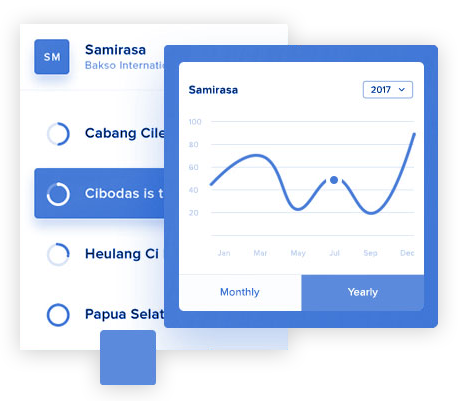 SM
Samirasa
Bakso Internatio
Cabang Cile
Cibodas is t
Heulang Ci
Papua Selat
Samirasa
2017
100
80
60
40
20
Jan Mar May Jul Sep Dec
Monthly Yearly